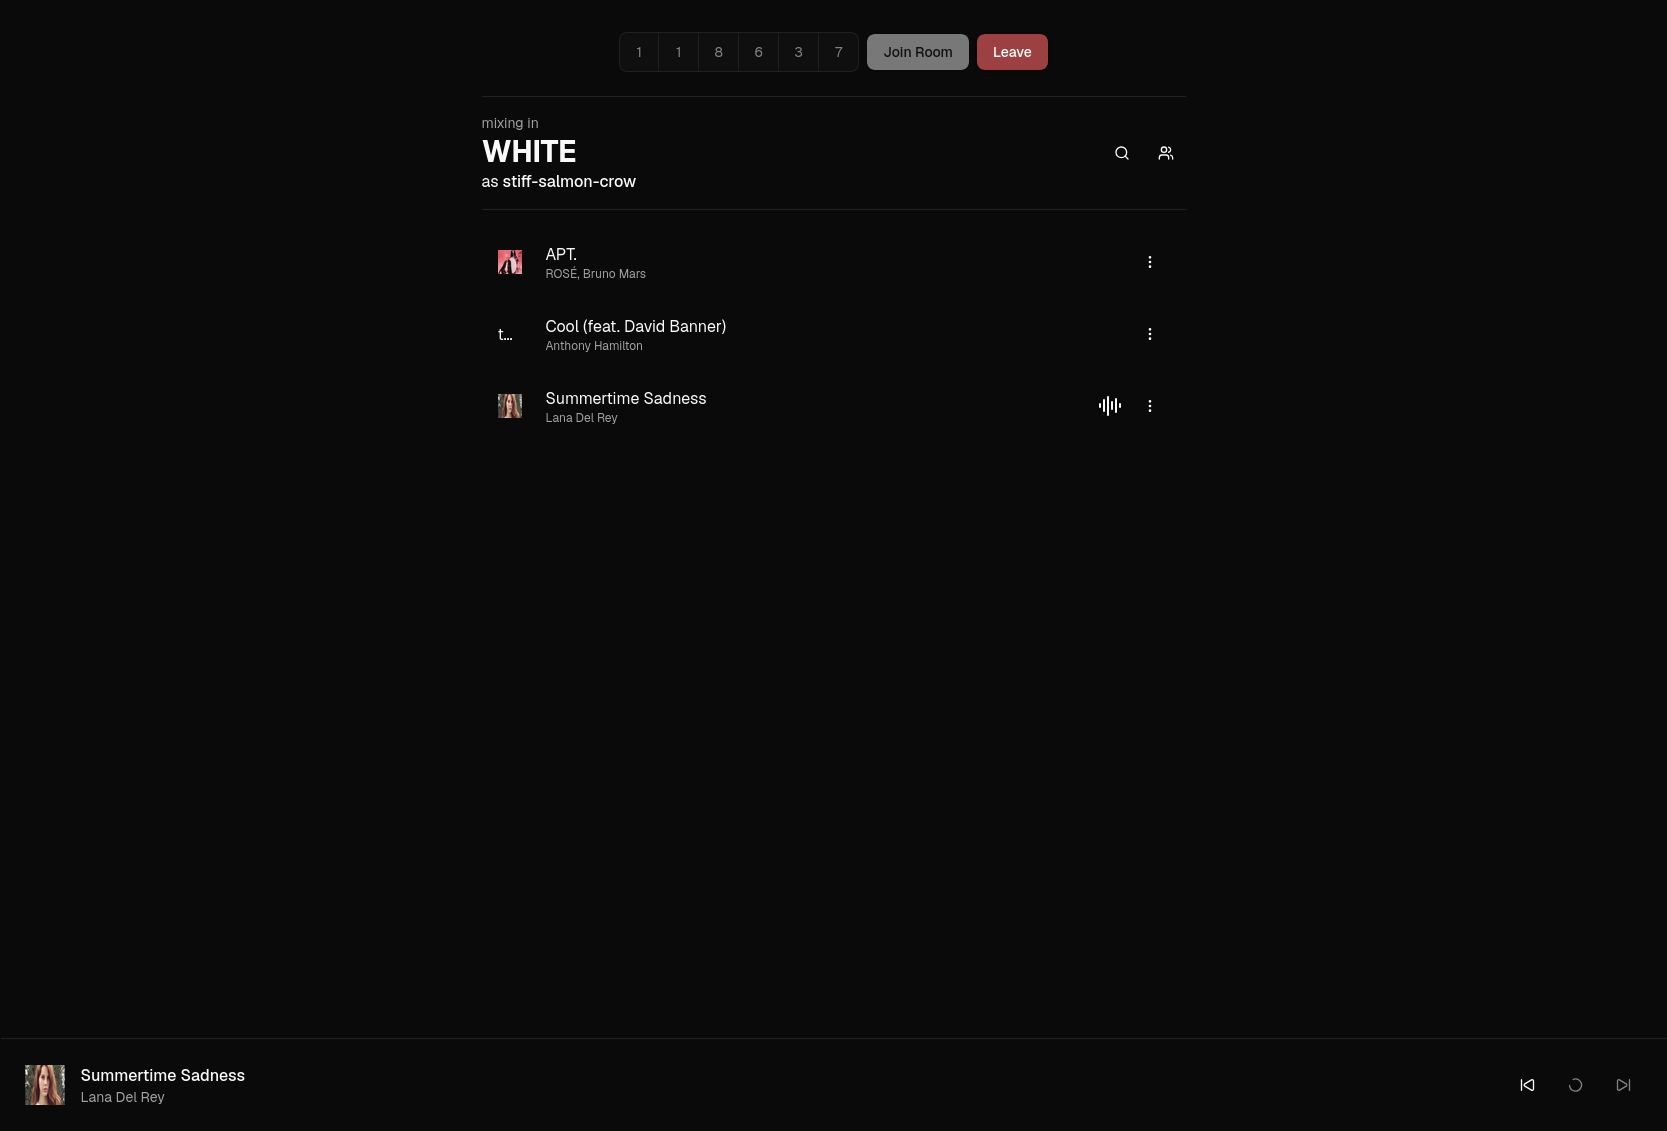 1 1 8 6 3 7 Join Room Leave
mixing in
WHITE
as stiff-salmon-crow
APT.
ROSÉ, Bruno Mars
t...
Cool (feat. David Banner)
Anthony Hamilton
Summertime Sadness
Lana Del Rey
Summertime Sadness
Lana Del Rey